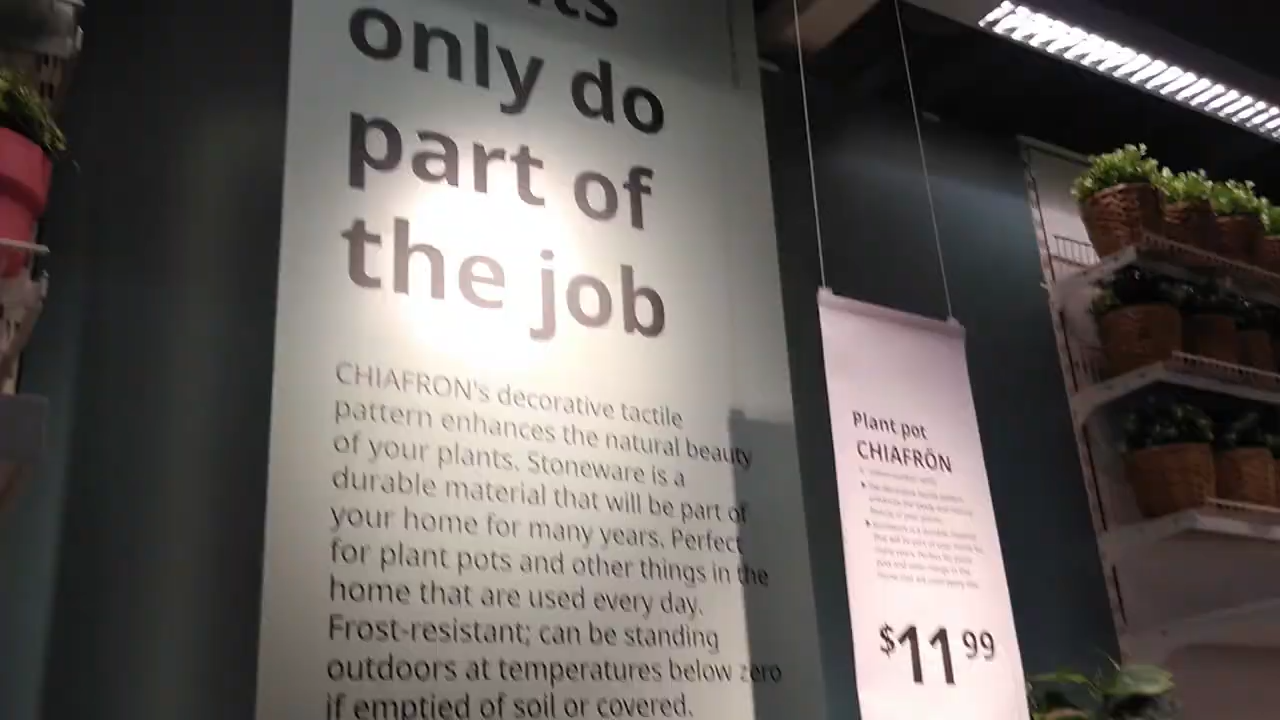 only do
part of
the job
CHIAFRON's decorative tactile
pattern enhances the natural beauty
of your plants. Stoneware is a
durable material that will be part of
your home for many years. Perfect
for plant pots and other things in the
home that are used every day.
Frost-resistant; can be standing
outdoors at temperatures below zero
if emptied of soil or covered.
Plant pot
CHIAFRÖN
$11 99